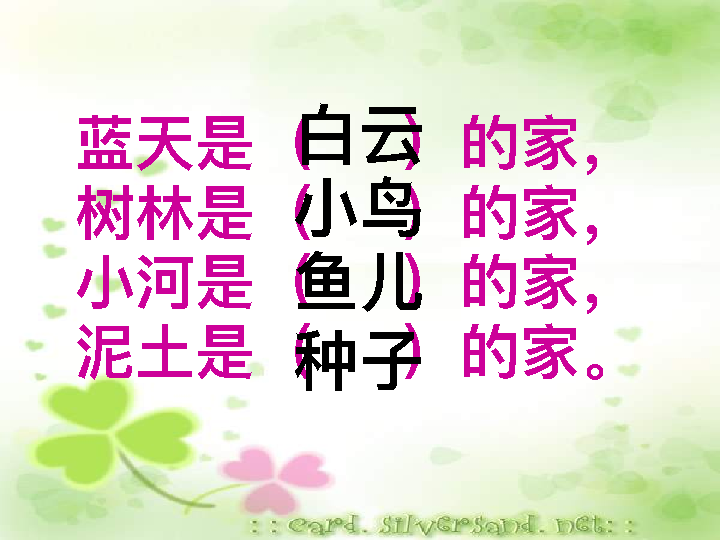 蓝天是（白云）的家，
树林是（小鸟）的家，
小河是（鱼儿）的家，
泥土是（种子）的家。
::card.silversand.net::